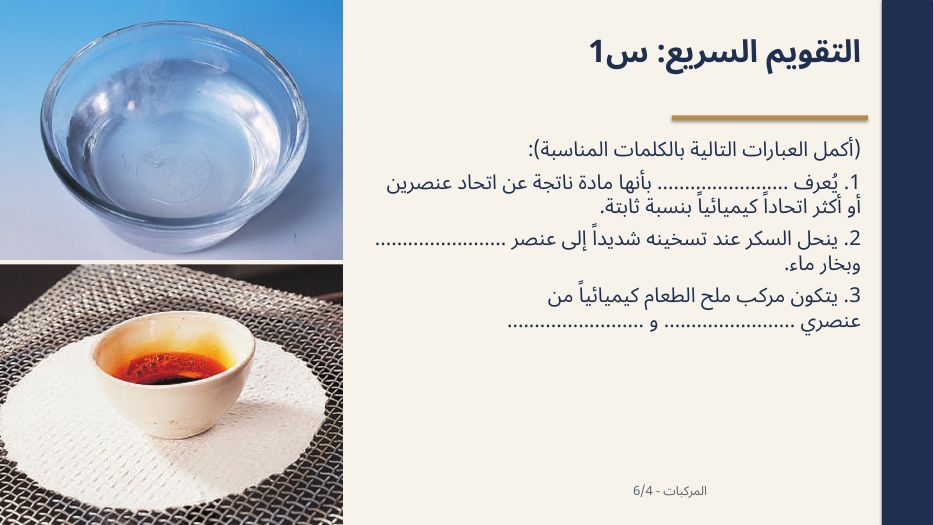 التقويم السريع: س1
(أكمل العبارات التالية بالكلمات المناسبة):
1. يُعرف ........................ بأنها مادة ناتجة عن اتحاد عنصرين
أو أكثر اتحاداً كيميائياً بنسبة ثابتة.
2. ينحل السكر عند تسخينه شديداً إلى عنصر ........................
وبخار ماء.
3. يتكون مركب ملح الطعام كيميائياً من
عنصري ........................ و .........................
المركبات - 6/4